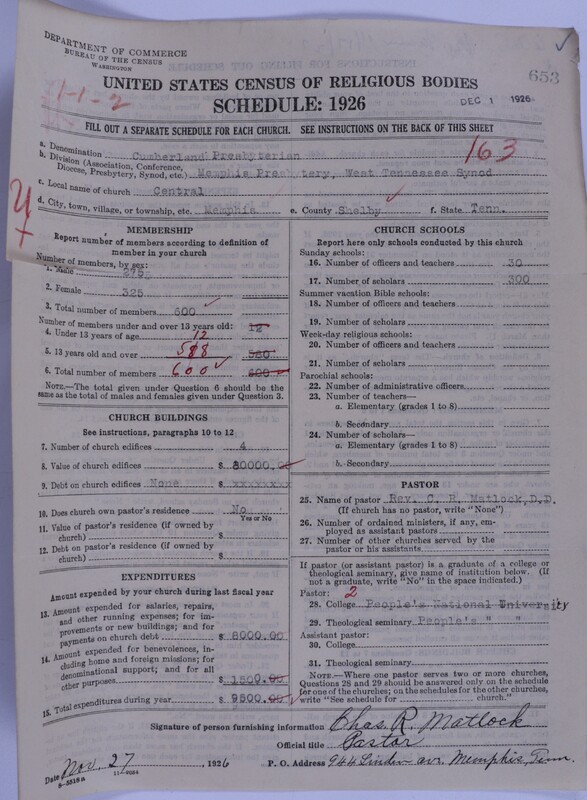 DEPARTMENT OF COMMERCE
BUREAU OF THE CENSUS
WASHINGTON
653
1-1-2
UNITED STATES CENSUS OF RELIGIOUS BODIES
SCHEDULE: 1926
DEC 1 1926
FILL OUT A SEPARATE SCHEDULE FOR EACH CHURCH. SEE INSTRUCTIONS ON THE BACK OF THIS SHEET
a. Denomination Cumberland Presbyterian 163
b. Division (Association, Conference,
Diocese, Presbytery, Synod, etc.) Memphis Presbytery, West Tennessee Synod
c. Local name of church Central
d. City, town, village, or township, etc. Memphis e. County Shelby f. State Tenn.
MEMBERSHIP
Report number of members according to definition of
member in your church
Number of members, by sex:
1. Male 275
2. Female 325
3. Total number of members 600
Number of members under and over 13 years old: 12
4. Under 13 years of age 12
5. 13 years old and over 588
6. Total number of members 600 600
NOTE.—The total given under Question 6 should be the
same as the total of males and females given under Question 3.
CHURCH BUILDINGS
See instructions, paragraphs 10 to 12
7. Number of church edifices 4
8. Value of church edifices $ 80000.00
9. Debt on church edifices None $ xxxxxxxx
10. Does church own pastor's residence? No
Yes or No
11. Value of pastor's residence (if owned by
church) $
12. Debt on pastor's residence (if owned by
church) $
EXPENDITURES
Amount expended by your church during last fiscal year
13. Amount expended for salaries, repairs,
and other running expenses; for im-
provements or new buildings; and for
payments on church debt $ 8000.00
14. Amount expended for benevolences, in-
cluding home and foreign missions; for
denominational support; and for all
other purposes $ 1500.00
15. Total expenditures during year $ 9500.00
CHURCH SCHOOLS
Report here only schools conducted by this church
Sunday schools:
16. Number of officers and teachers 30
17. Number of scholars 300
Summer vacation Bible schools:
18. Number of officers and teachers
19. Number of scholars
Week-day religious schools:
20. Number of officers and teachers
21. Number of scholars
Parochial schools:
22. Number of administrative officers
23. Number of teachers—
a. Elementary (grades 1 to 8)
b. Secondary
24. Number of scholars—
a. Elementary (grades 1 to 8)
b. Secondary
PASTOR
25. Name of pastor Rev. C. R. Matlock, D.D.
(If church has no pastor, write "None")
26. Number of ordained ministers, if any, em-
ployed as assistant pastors
27. Number of other churches served by the
pastor or his assistants
If pastor (or assistant pastor) is a graduate of a college or
theological seminary, give name of institution below. (If
not a graduate, write "No" in the space indicated.)
Pastor: 2
28. College People's National University
29. Theological seminary People's " "
Assistant pastor:
30. College
31. Theological seminary
NOTE.—Where one pastor serves two or more churches,
Questions 28 and 29 should be answered only on the schedule
for one of the churches; on the schedules for the other churches,
write "See schedule for church."
Signature of person furnishing information Chas. R. Matlock
Official title Pastor
Date Nov. 27, 1926 P. O. Address 944 Linden ave. Memphis, Tenn.
8-5518a 11-9224